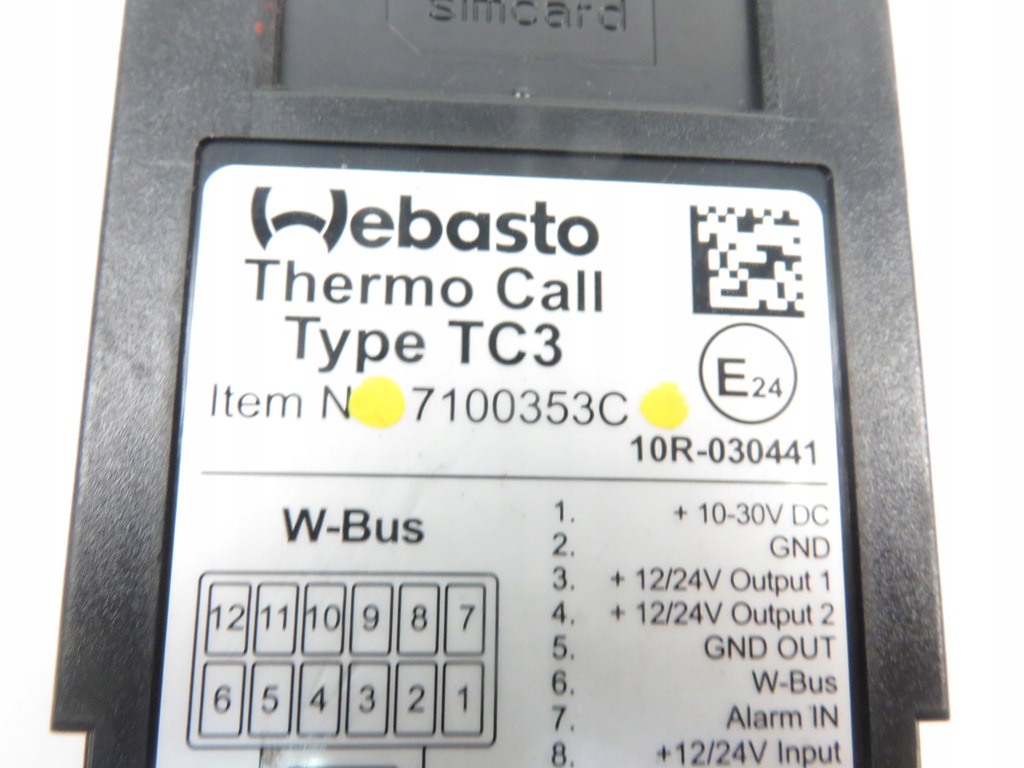 simcard
Webasto
Thermo Call
Type TC3
Item N 7100353C
E24
10R-030441
W-Bus
1. + 10-30V DC
2. GND
3. + 12/24V Output 1
4. + 12/24V Output 2
5. GND OUT
6. W-Bus
7. Alarm IN
8. +12/24V Input
12 11 10 9 8 7
6 5 4 3 2 1